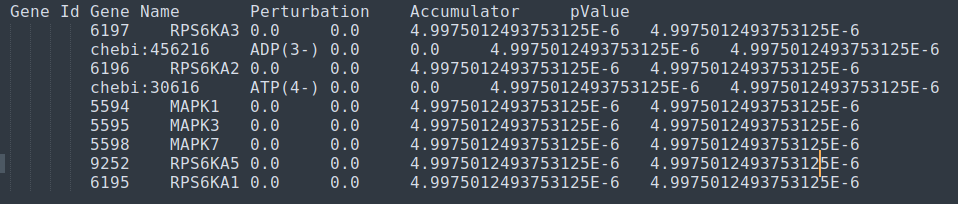 Gene Id Gene Name Perturbation Accumulator pValue
6197 RPS6KA3 0.0 0.0 4.9975012493753125E-6 4.9975012493753125E-6
chebi:456216 ADP(3-) 0.0 0.0 4.9975012493753125E-6 4.9975012493753125E-6
6196 RPS6KA2 0.0 0.0 4.9975012493753125E-6 4.9975012493753125E-6
chebi:30616 ATP(4-) 0.0 0.0 4.9975012493753125E-6 4.9975012493753125E-6
5594 MAPK1 0.0 0.0 4.9975012493753125E-6 4.9975012493753125E-6
5595 MAPK3 0.0 0.0 4.9975012493753125E-6 4.9975012493753125E-6
5598 MAPK7 0.0 0.0 4.9975012493753125E-6 4.9975012493753125E-6
9252 RPS6KA5 0.0 0.0 4.9975012493753125E-6 4.9975012493753125E-6
6195 RPS6KA1 0.0 0.0 4.9975012493753125E-6 4.9975012493753125E-6